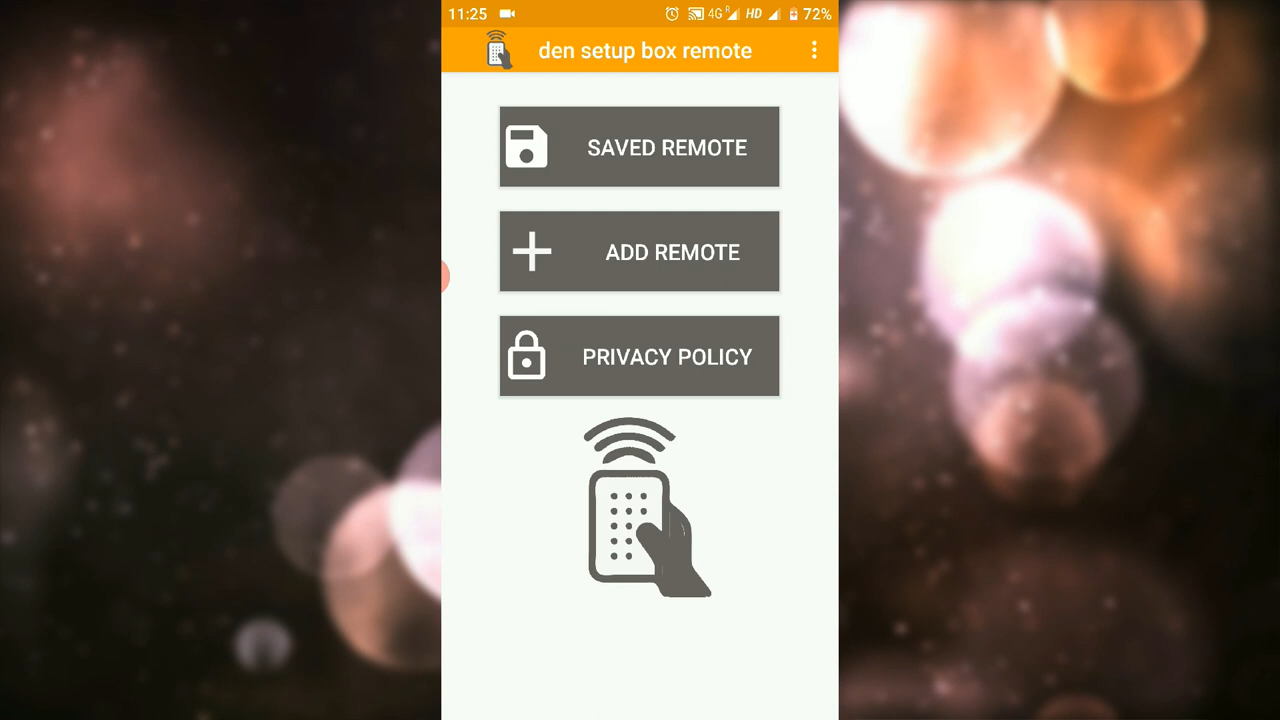 11:25 4G R HD 72%
den setup box remote
SAVED REMOTE
ADD REMOTE
PRIVACY POLICY